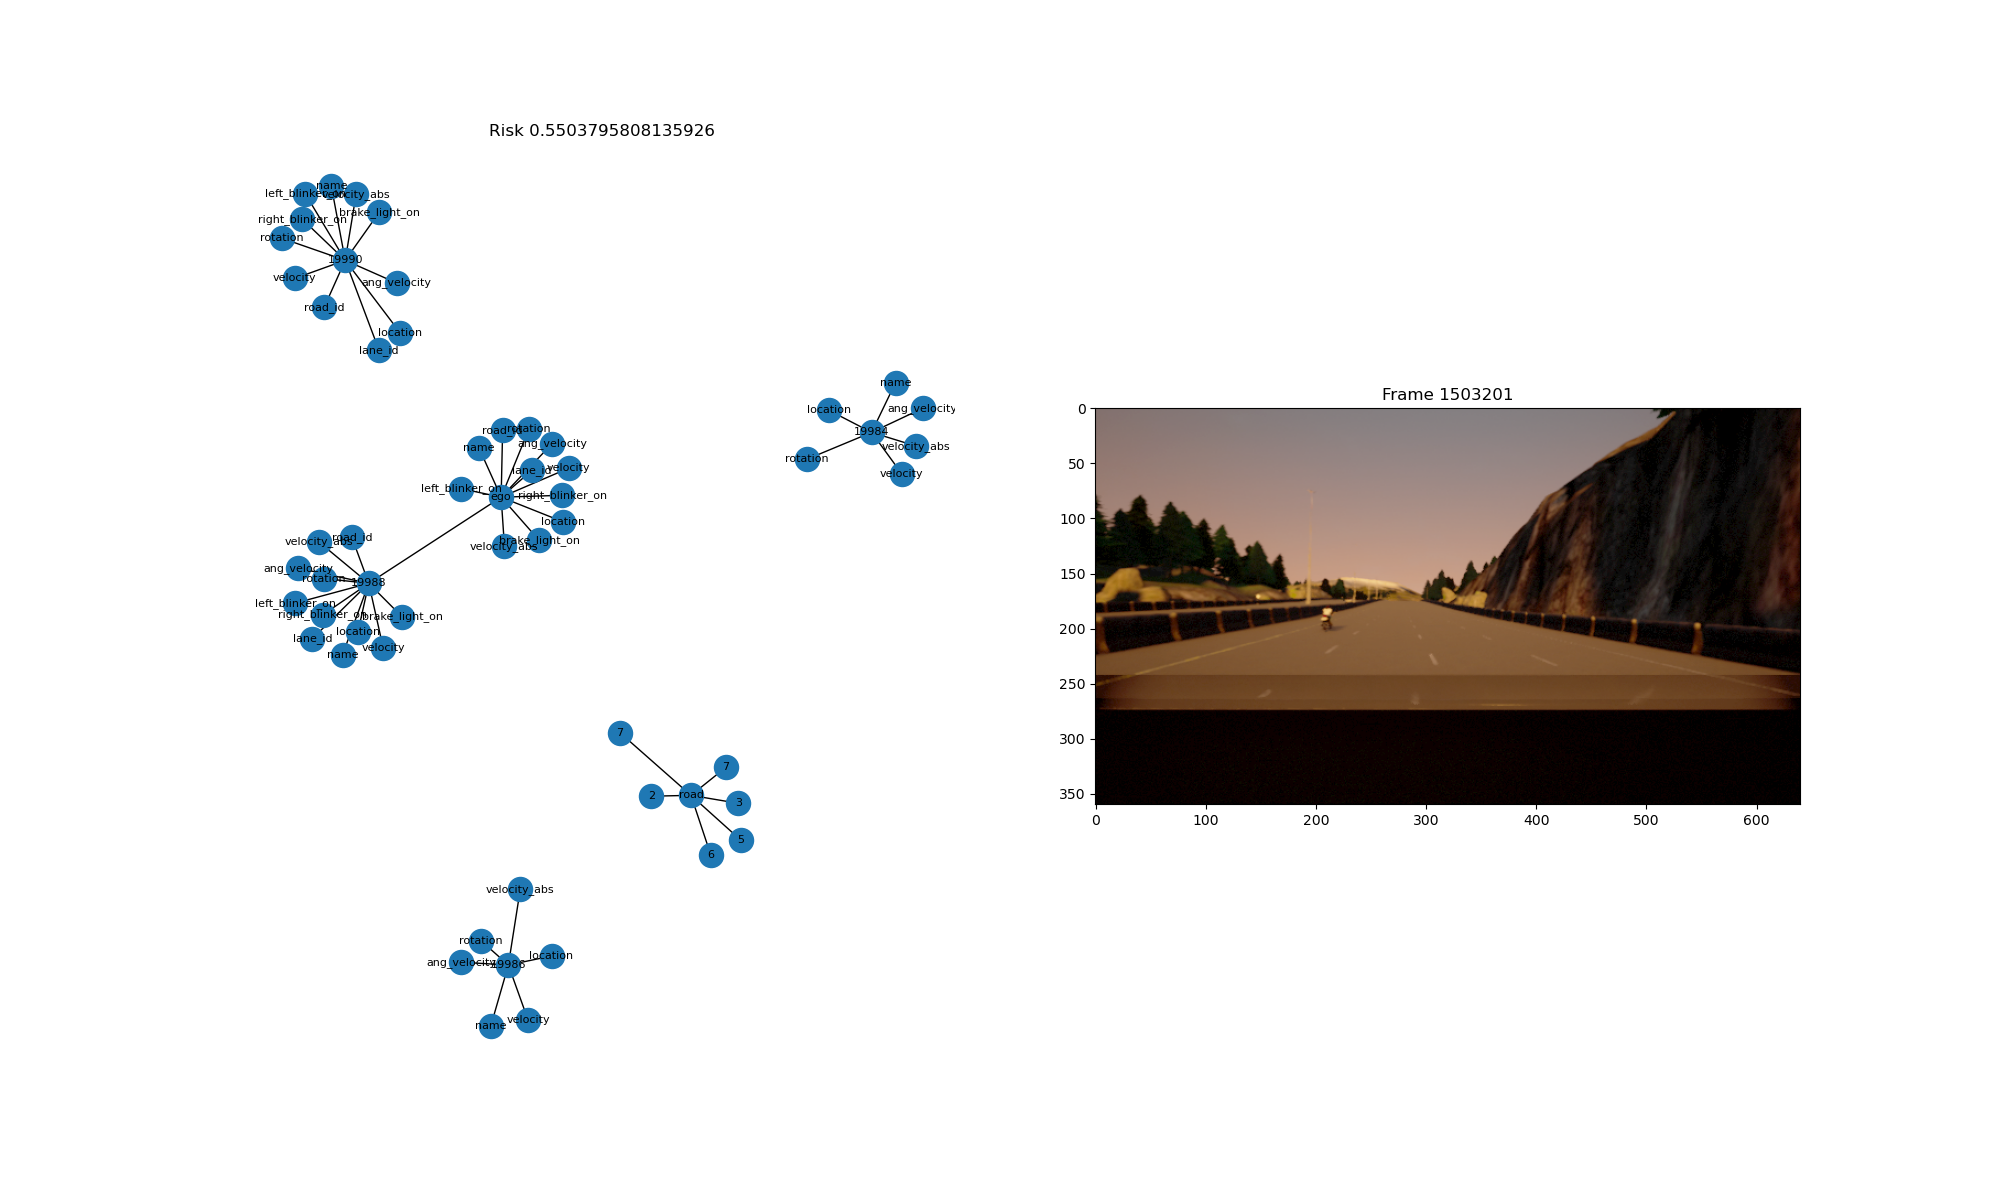 Risk 0.5503795808135926
name
left_blinker_on
velocity_abs
brake_light_on
right_blinker_on
rotation
19990
velocity
ang_velocity
road_id
location
lane_id
name
location
ang_velocity
19984
velocity_abs
rotation
velocity
road_id
rotation
ang_velocity
name
lane_id
velocity
left_blinker_on
ego
right_blinker_on
location
brake_light_on
velocity_abs
velocity_abs
road_id
ang_velocity
rotation
19988
left_blinker_on
right_blinker_on
brake_light_on
lane_id
location
name
velocity
7
7
2
road
3
5
6
velocity_abs
rotation
location
ang_velocity
19986
name
velocity
Frame 1503201
0
50
100
150
200
250
300
350
0
100
200
300
400
500
600